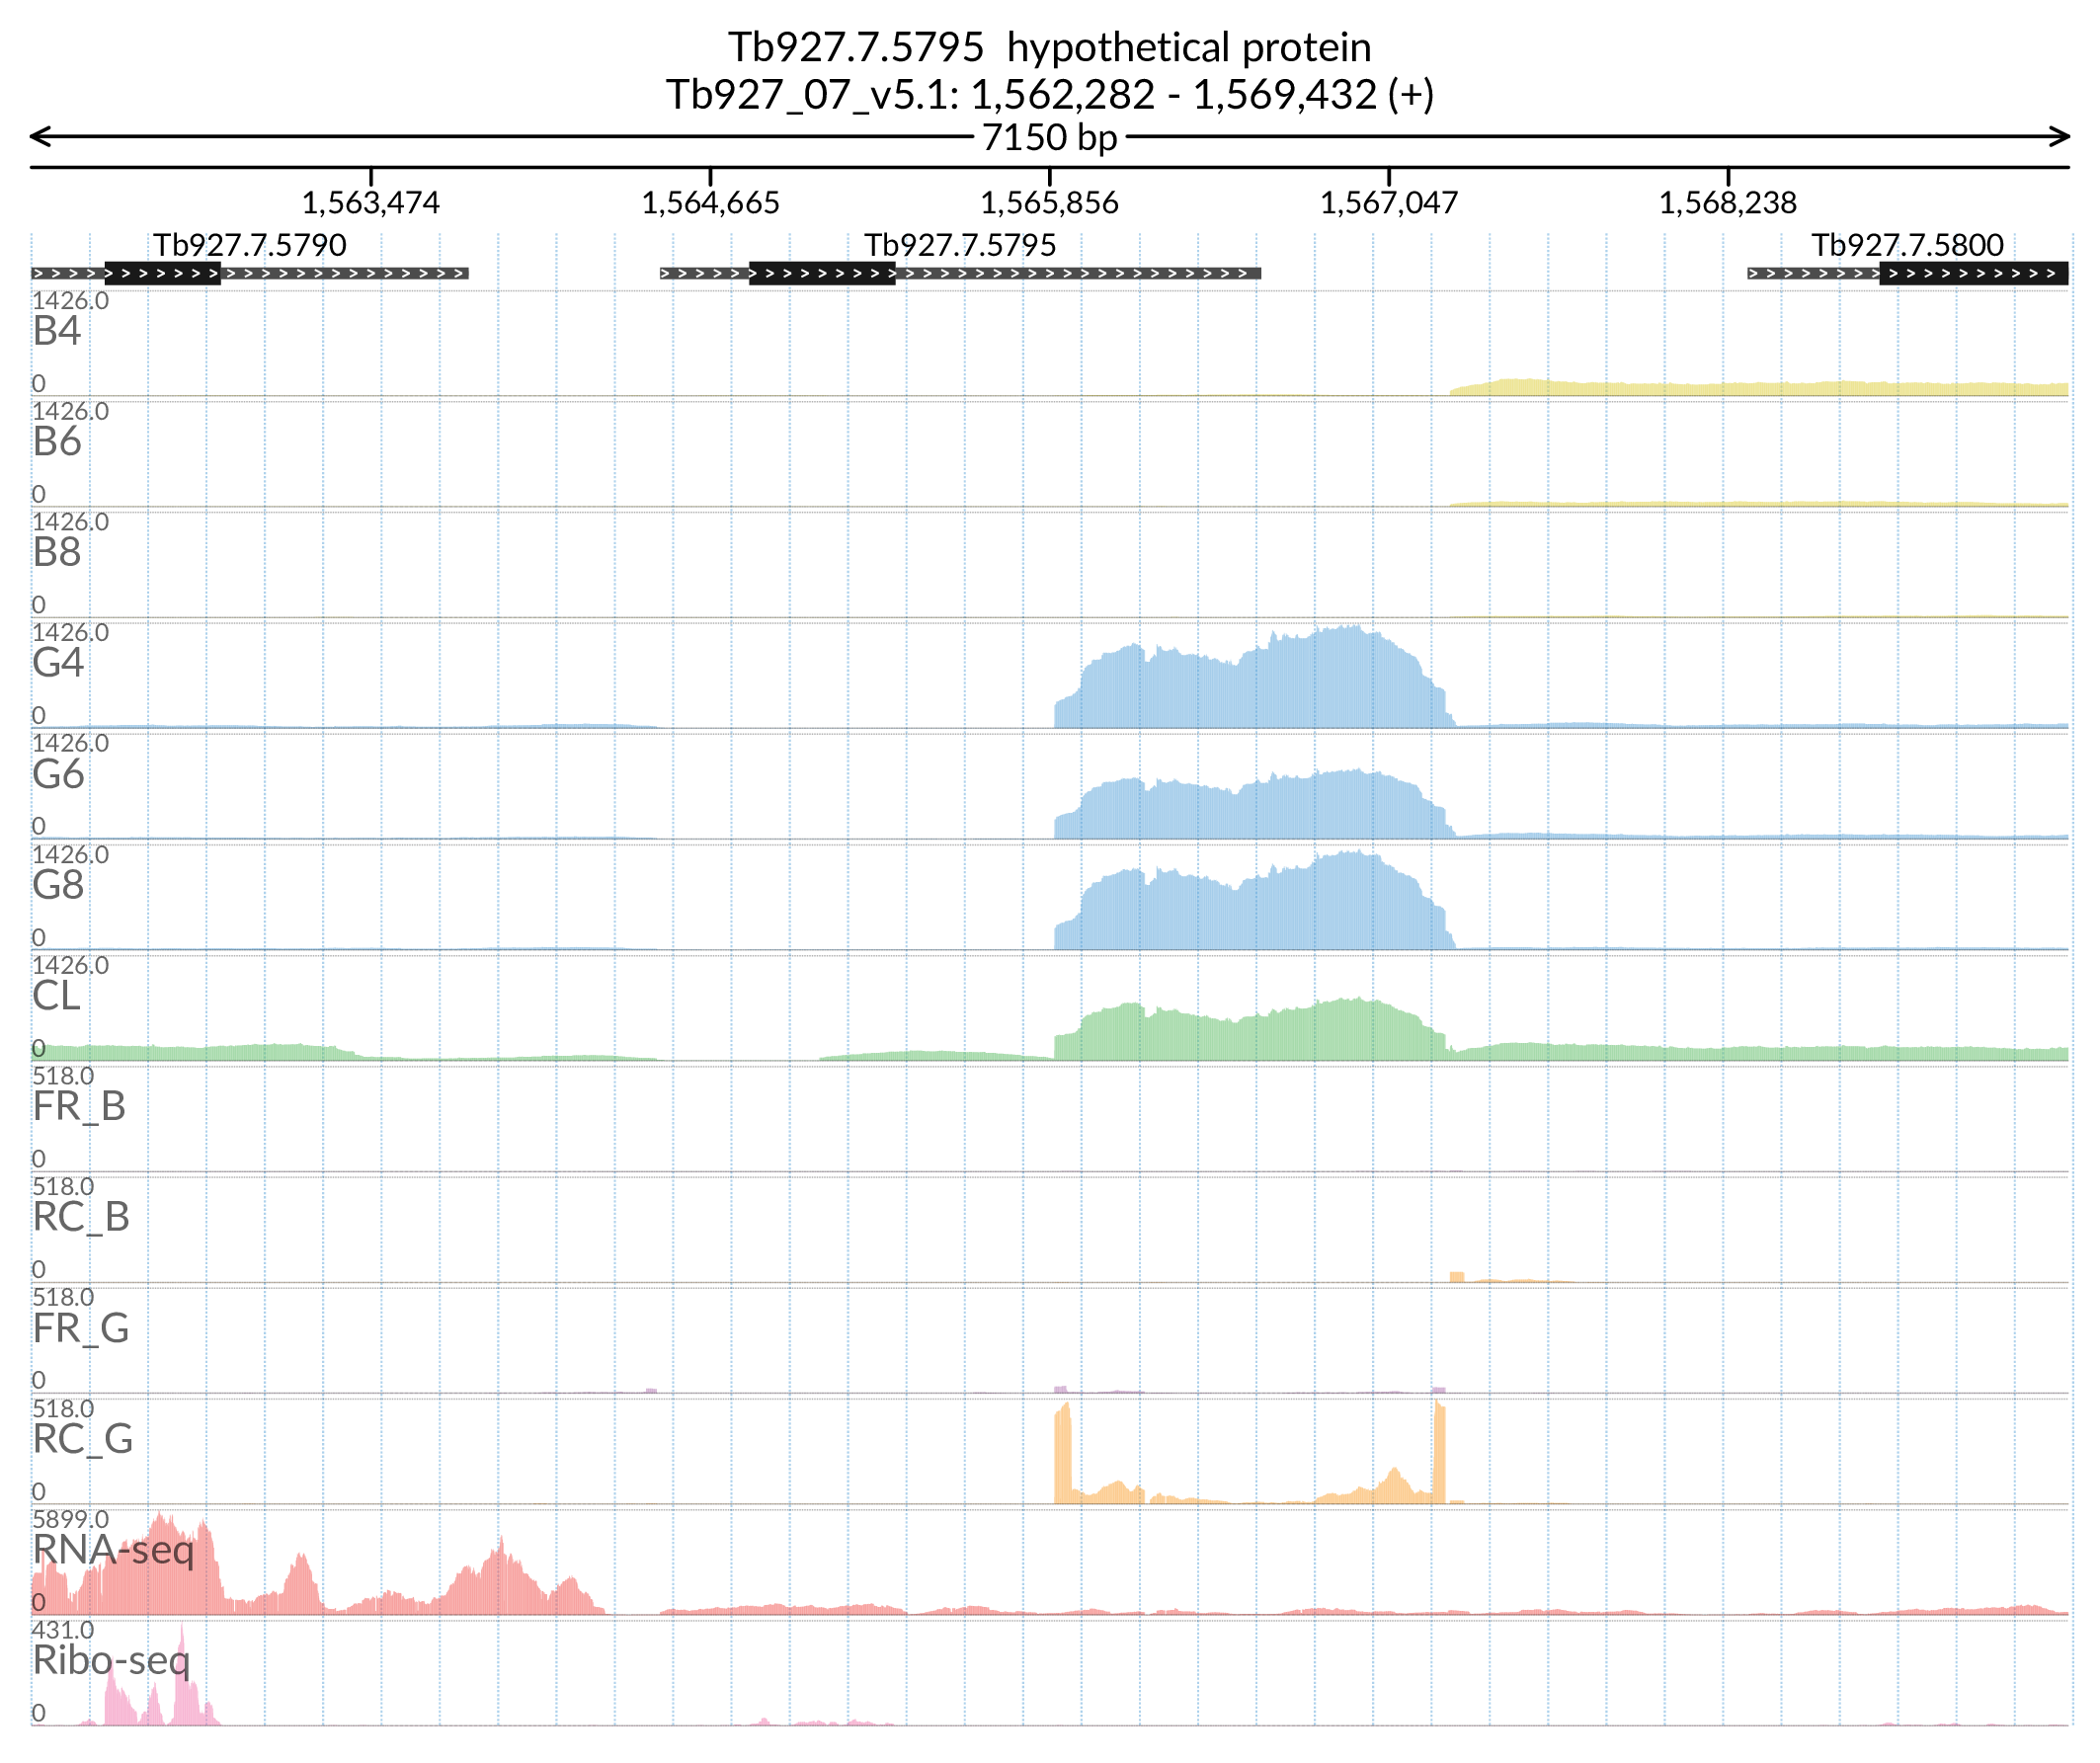 Tb927.7.5795 hypothetical protein
Tb927_07_v5.1: 1,562,282 - 1,569,432 (+)
7150 bp
1,563,474 1,564,665 1,565,856 1,567,047 1,568,238
Tb927.7.5790 Tb927.7.5795 Tb927.7.5800
1426.0
B4
0
1426.0
B6
0
1426.0
B8
0
1426.0
G4
0
1426.0
G6
0
1426.0
G8
0
1426.0
CL
0
518.0
FR_B
0
518.0
RC_B
0
518.0
FR_G
0
518.0
RC_G
0
5899.0
RNA-seq
0
431.0
Ribo-seq
0